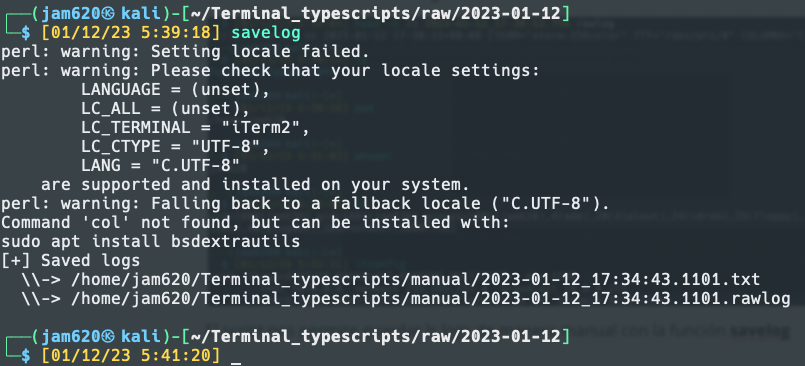 ┌──(jam620㉿kali)-[~/Terminal_typescripts/raw/2023-01-12]
└─$ [01/12/23 5:39:18] savelog
perl: warning: Setting locale failed.
perl: warning: Please check that your locale settings:
        LANGUAGE = (unset),
        LC_ALL = (unset),
        LC_TERMINAL = "iTerm2",
        LC_CTYPE = "UTF-8",
        LANG = "C.UTF-8"
    are supported and installed on your system.
perl: warning: Falling back to a fallback locale ("C.UTF-8").
Command 'col' not found, but can be installed with:
sudo apt install bsdextrautils
[+] Saved logs
  \\-> /home/jam620/Terminal_typescripts/manual/2023-01-12_17:34:43.1101.txt
  \\-> /home/jam620/Terminal_typescripts/manual/2023-01-12_17:34:43.1101.rawlog
┌──(jam620㉿kali)-[~/Terminal_typescripts/raw/2023-01-12]
manual con la función savelog
└─$ [01/12/23 5:41:20] _